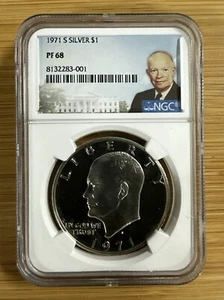 1971 S SILVER $1
PF 68
8132283-001
NGC
LIBERTY
IN GOD WE
TRUST
1971